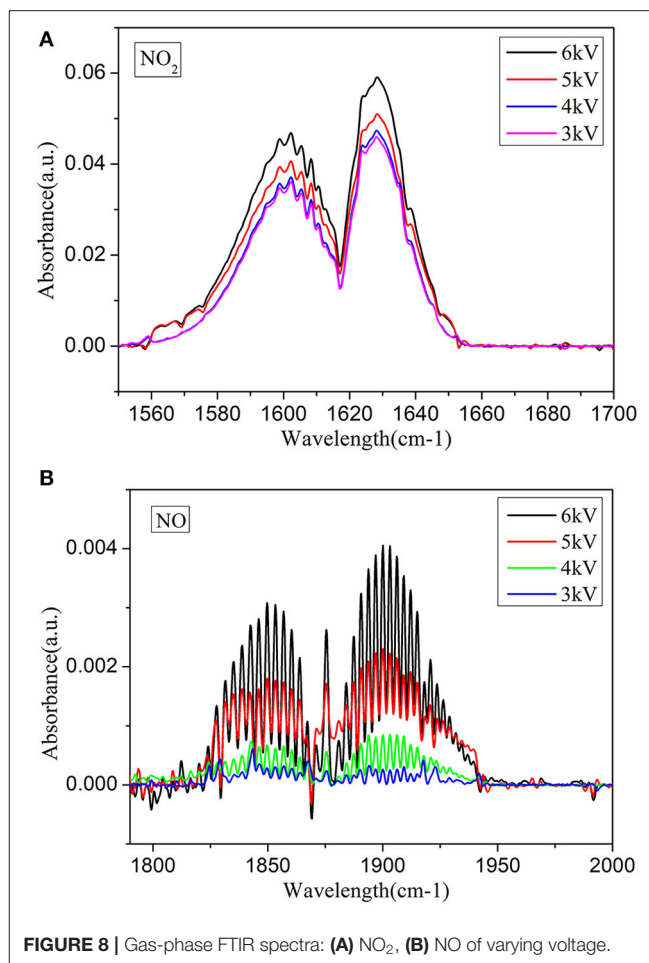 A
NO₂
6kV
5kV
4kV
3kV
0.06
0.04
0.02
0.00
Absorbance(a.u.)
1560 1580 1600 1620 1640 1660 1680 1700
Wavelength(cm-1)
B
NO
6kV
5kV
4kV
3kV
0.004
0.002
0.000
Absorbance(a.u.)
1800 1850 1900 1950 2000
Wavelength(cm-1)
FIGURE 8 | Gas-phase FTIR spectra: (A) NO₂, (B) NO of varying voltage.